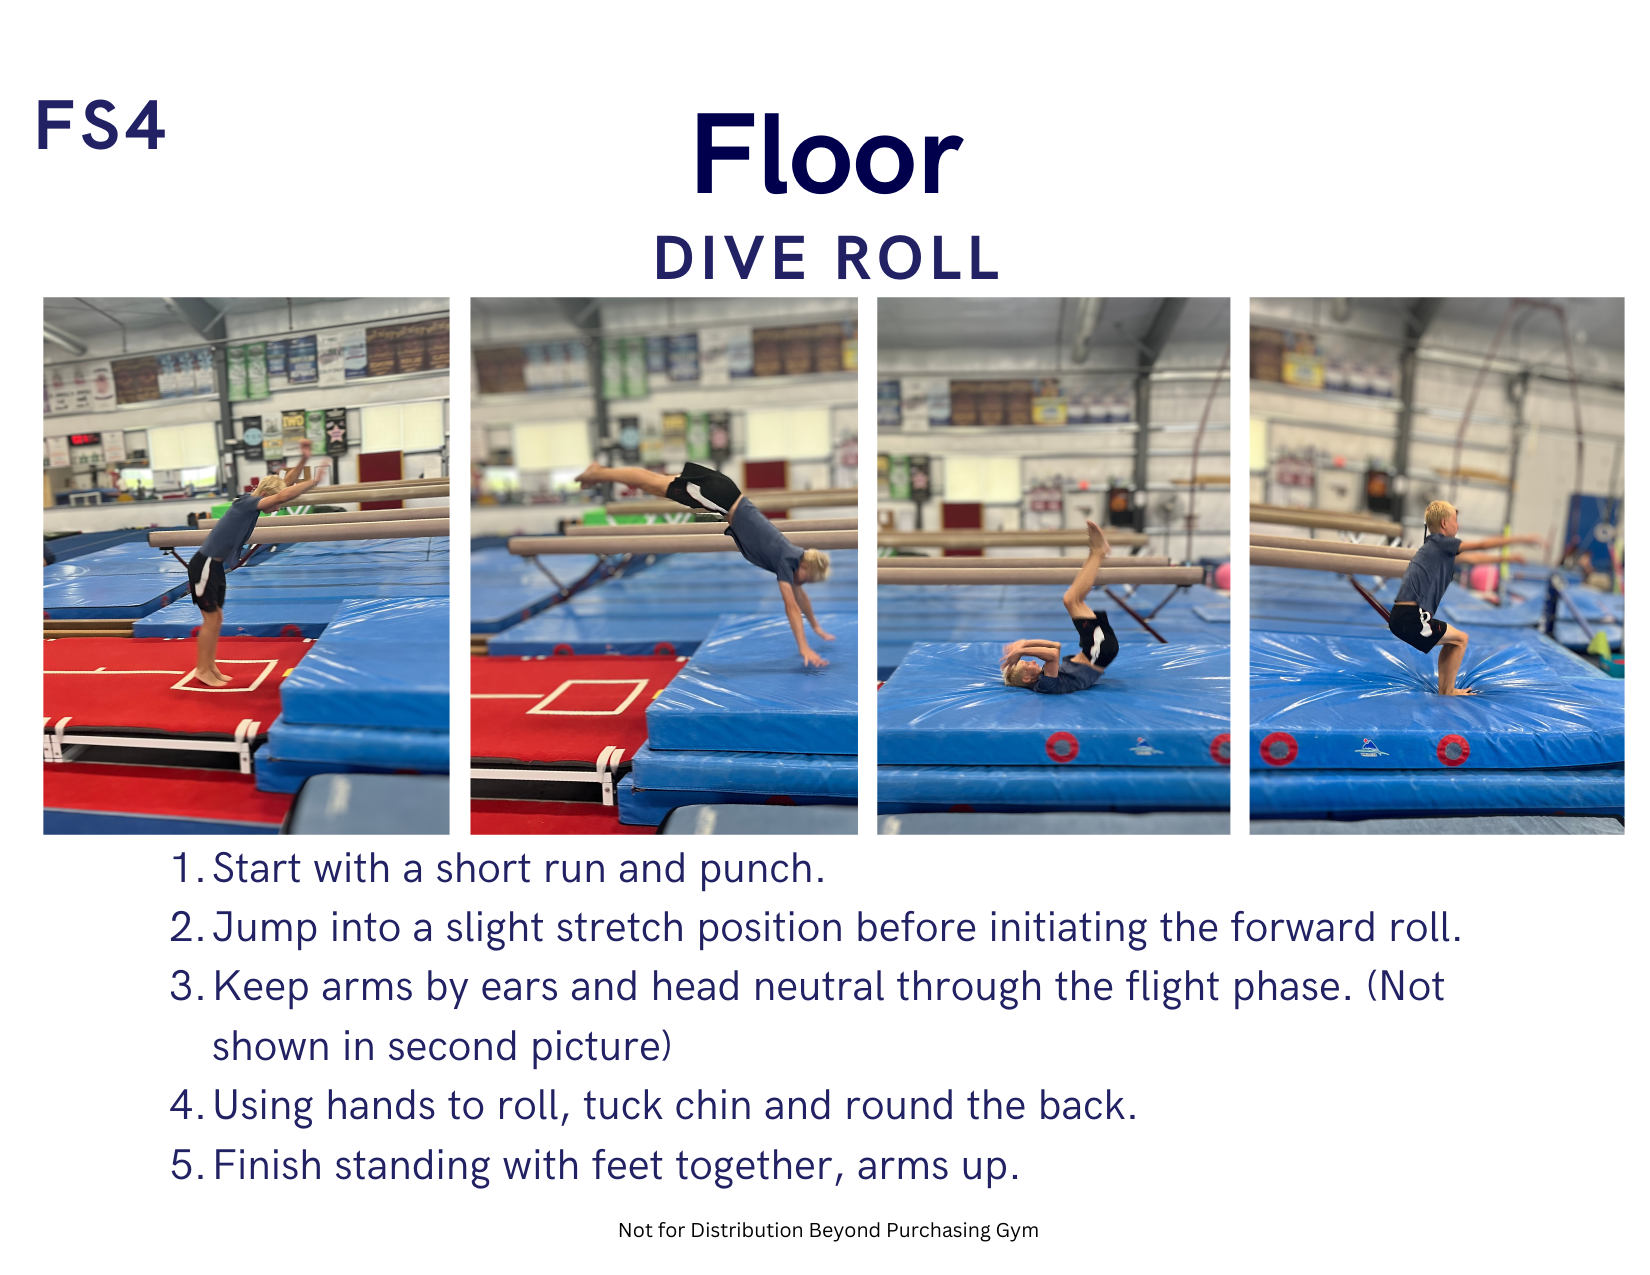 FS4
Floor
DIVE ROLL
1. Start with a short run and punch.
2. Jump into a slight stretch position before initiating the forward roll.
3. Keep arms by ears and head neutral through the flight phase. (Not
shown in second picture)
4. Using hands to roll, tuck chin and round the back.
5. Finish standing with feet together, arms up.
Not for Distribution Beyond Purchasing Gym